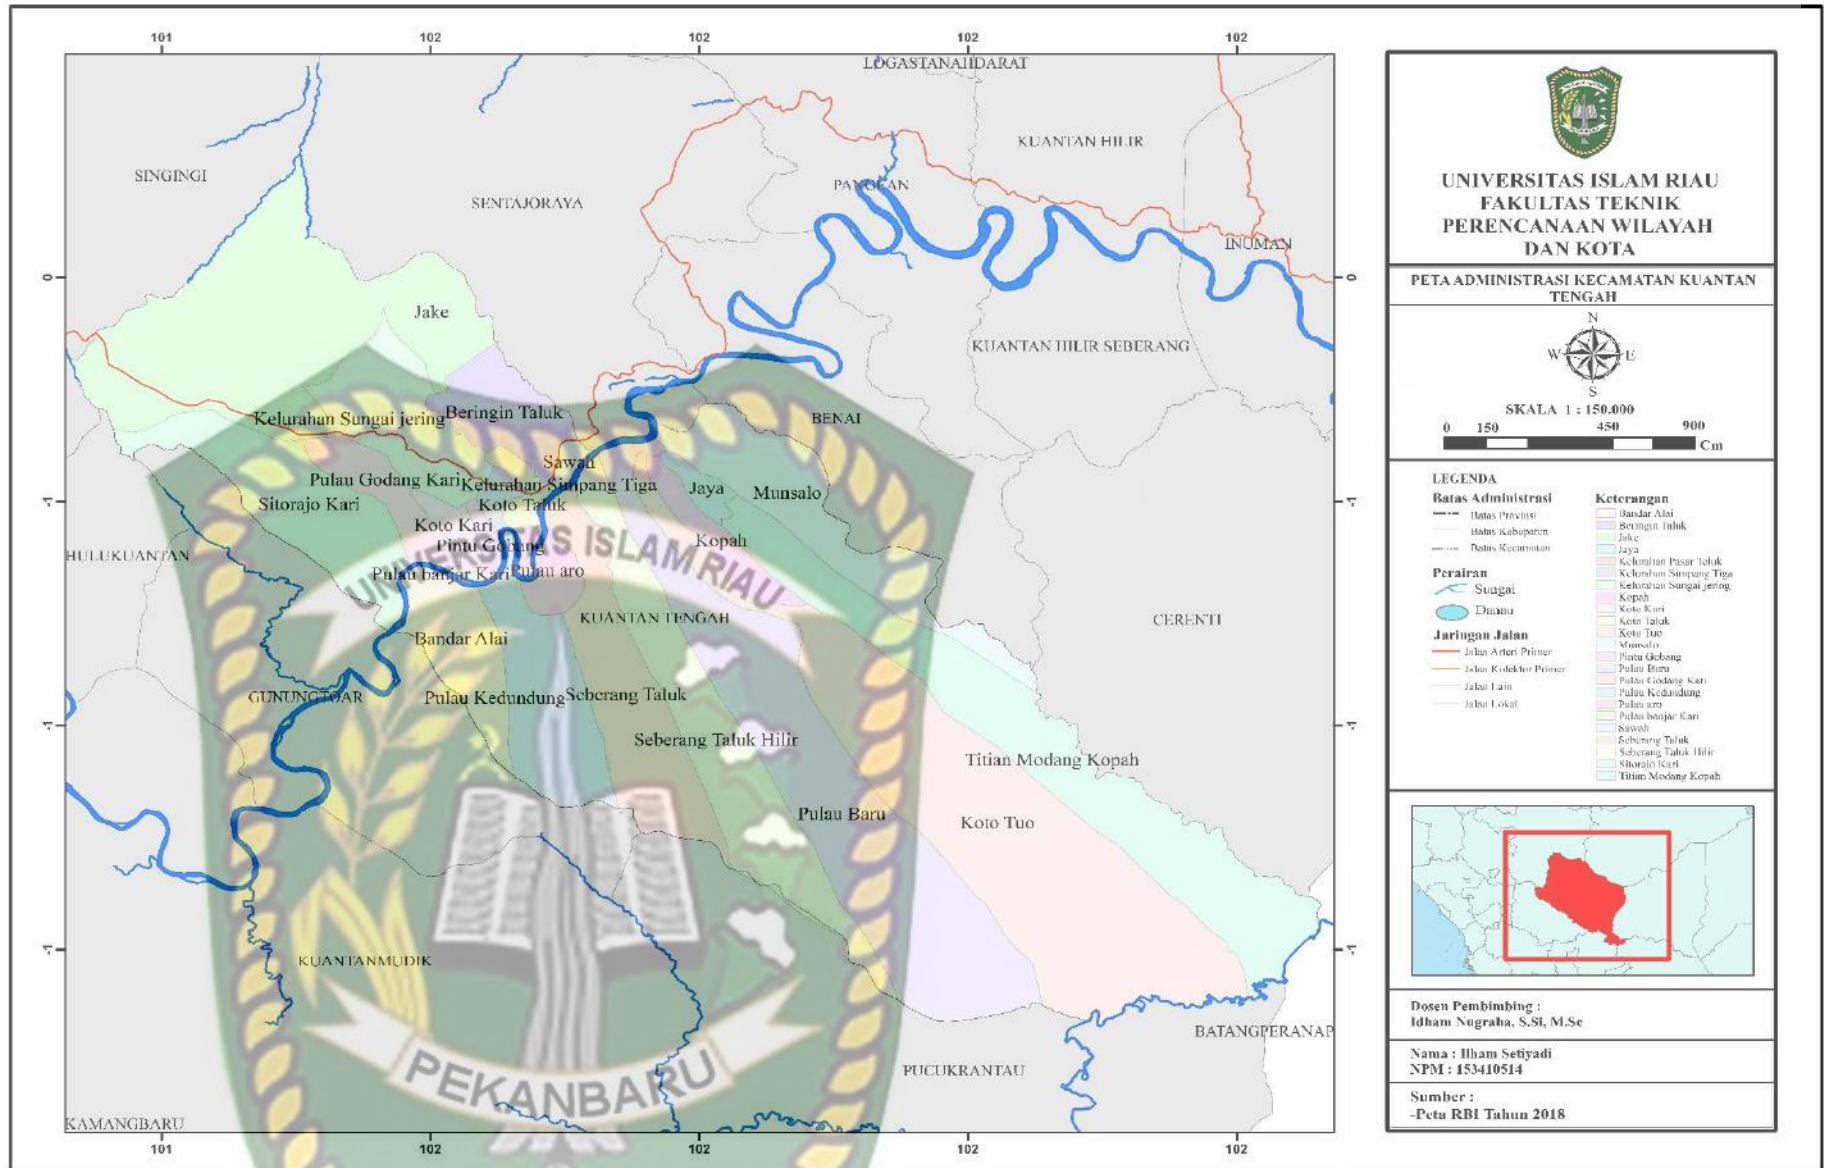 101 102 102 102 102
LOGASTANAHDARAT
KUANTAN HILIR
SINGINGI
PANGEAN
SENTAJORAYA
INUMAN
0
0
Jake
KUANTAN HILIR SEBERANG
Kelurahan Sungai jering
Beringin Taluk
BENAI
Sawah
Pulau Godang Kari
Kelurahan Simpang Tiga
Jaya
Munsalo
Sitorajo Kari
Koto Taluk
-1
-1
Koto Kari
Kopah
Pintu Gobang
HULUKUANTAN
Pulau banjar Kari
Pulau aro
UNIVERSITAS ISLAM RIAU
KUANTAN TENGAH
CERENTI
Bandar Alai
GUNUNGTOAR
Pulau Kedundung
Seberang Taluk
-1
-1
Seberang Taluk Hilir
Titian Modang Kopah
Pulau Baru
Koto Tuo
-1
-1
KUANTANMUDIK
BATANGPERANAP
PUCUKRANTAU
PEKANBARU
KAMANGBARU
101 102 102 102 102
UNIVERSITAS ISLAM RIAU
FAKULTAS TEKNIK
PERENCANAAN WILAYAH
DAN KOTA
PETA ADMINISTRASI KECAMATAN KUANTAN
TENGAH
N
W E
S
SKALA 1 : 150.000
0 150 450 900
Cm
LEGENDA
Batas Administrasi
Batas Provinsi
Batas Kabupaten
Batas Kecamatan
Perairan
Sungai
Danau
Jaringan Jalan
Jalan Arteri Primer
Jalan Kolektor Primer
Jalan Lain
Jalan Lokal
Keterangan
Bandar Alai
Beringin Taluk
Jake
Jaya
Kelurahan Pasar Taluk
Kelurahan Simpang Tiga
Kelurahan Sungai jering
Kopah
Koto Kari
Koto Taluk
Koto Tuo
Munsalo
Pintu Gobang
Pulau Baru
Pulau Godang Kari
Pulau Kedundung
Pulau aro
Pulau banjar Kari
Sawah
Seberang Taluk
Seberang Taluk Hilir
Sitorajo Kari
Titian Modang Kopah
Dosen Pembimbing :
Idham Nugraha, S.Si, M.Sc
Nama : Ilham Setiyadi
NPM : 153410514
Sumber :
-Peta RBI Tahun 2018